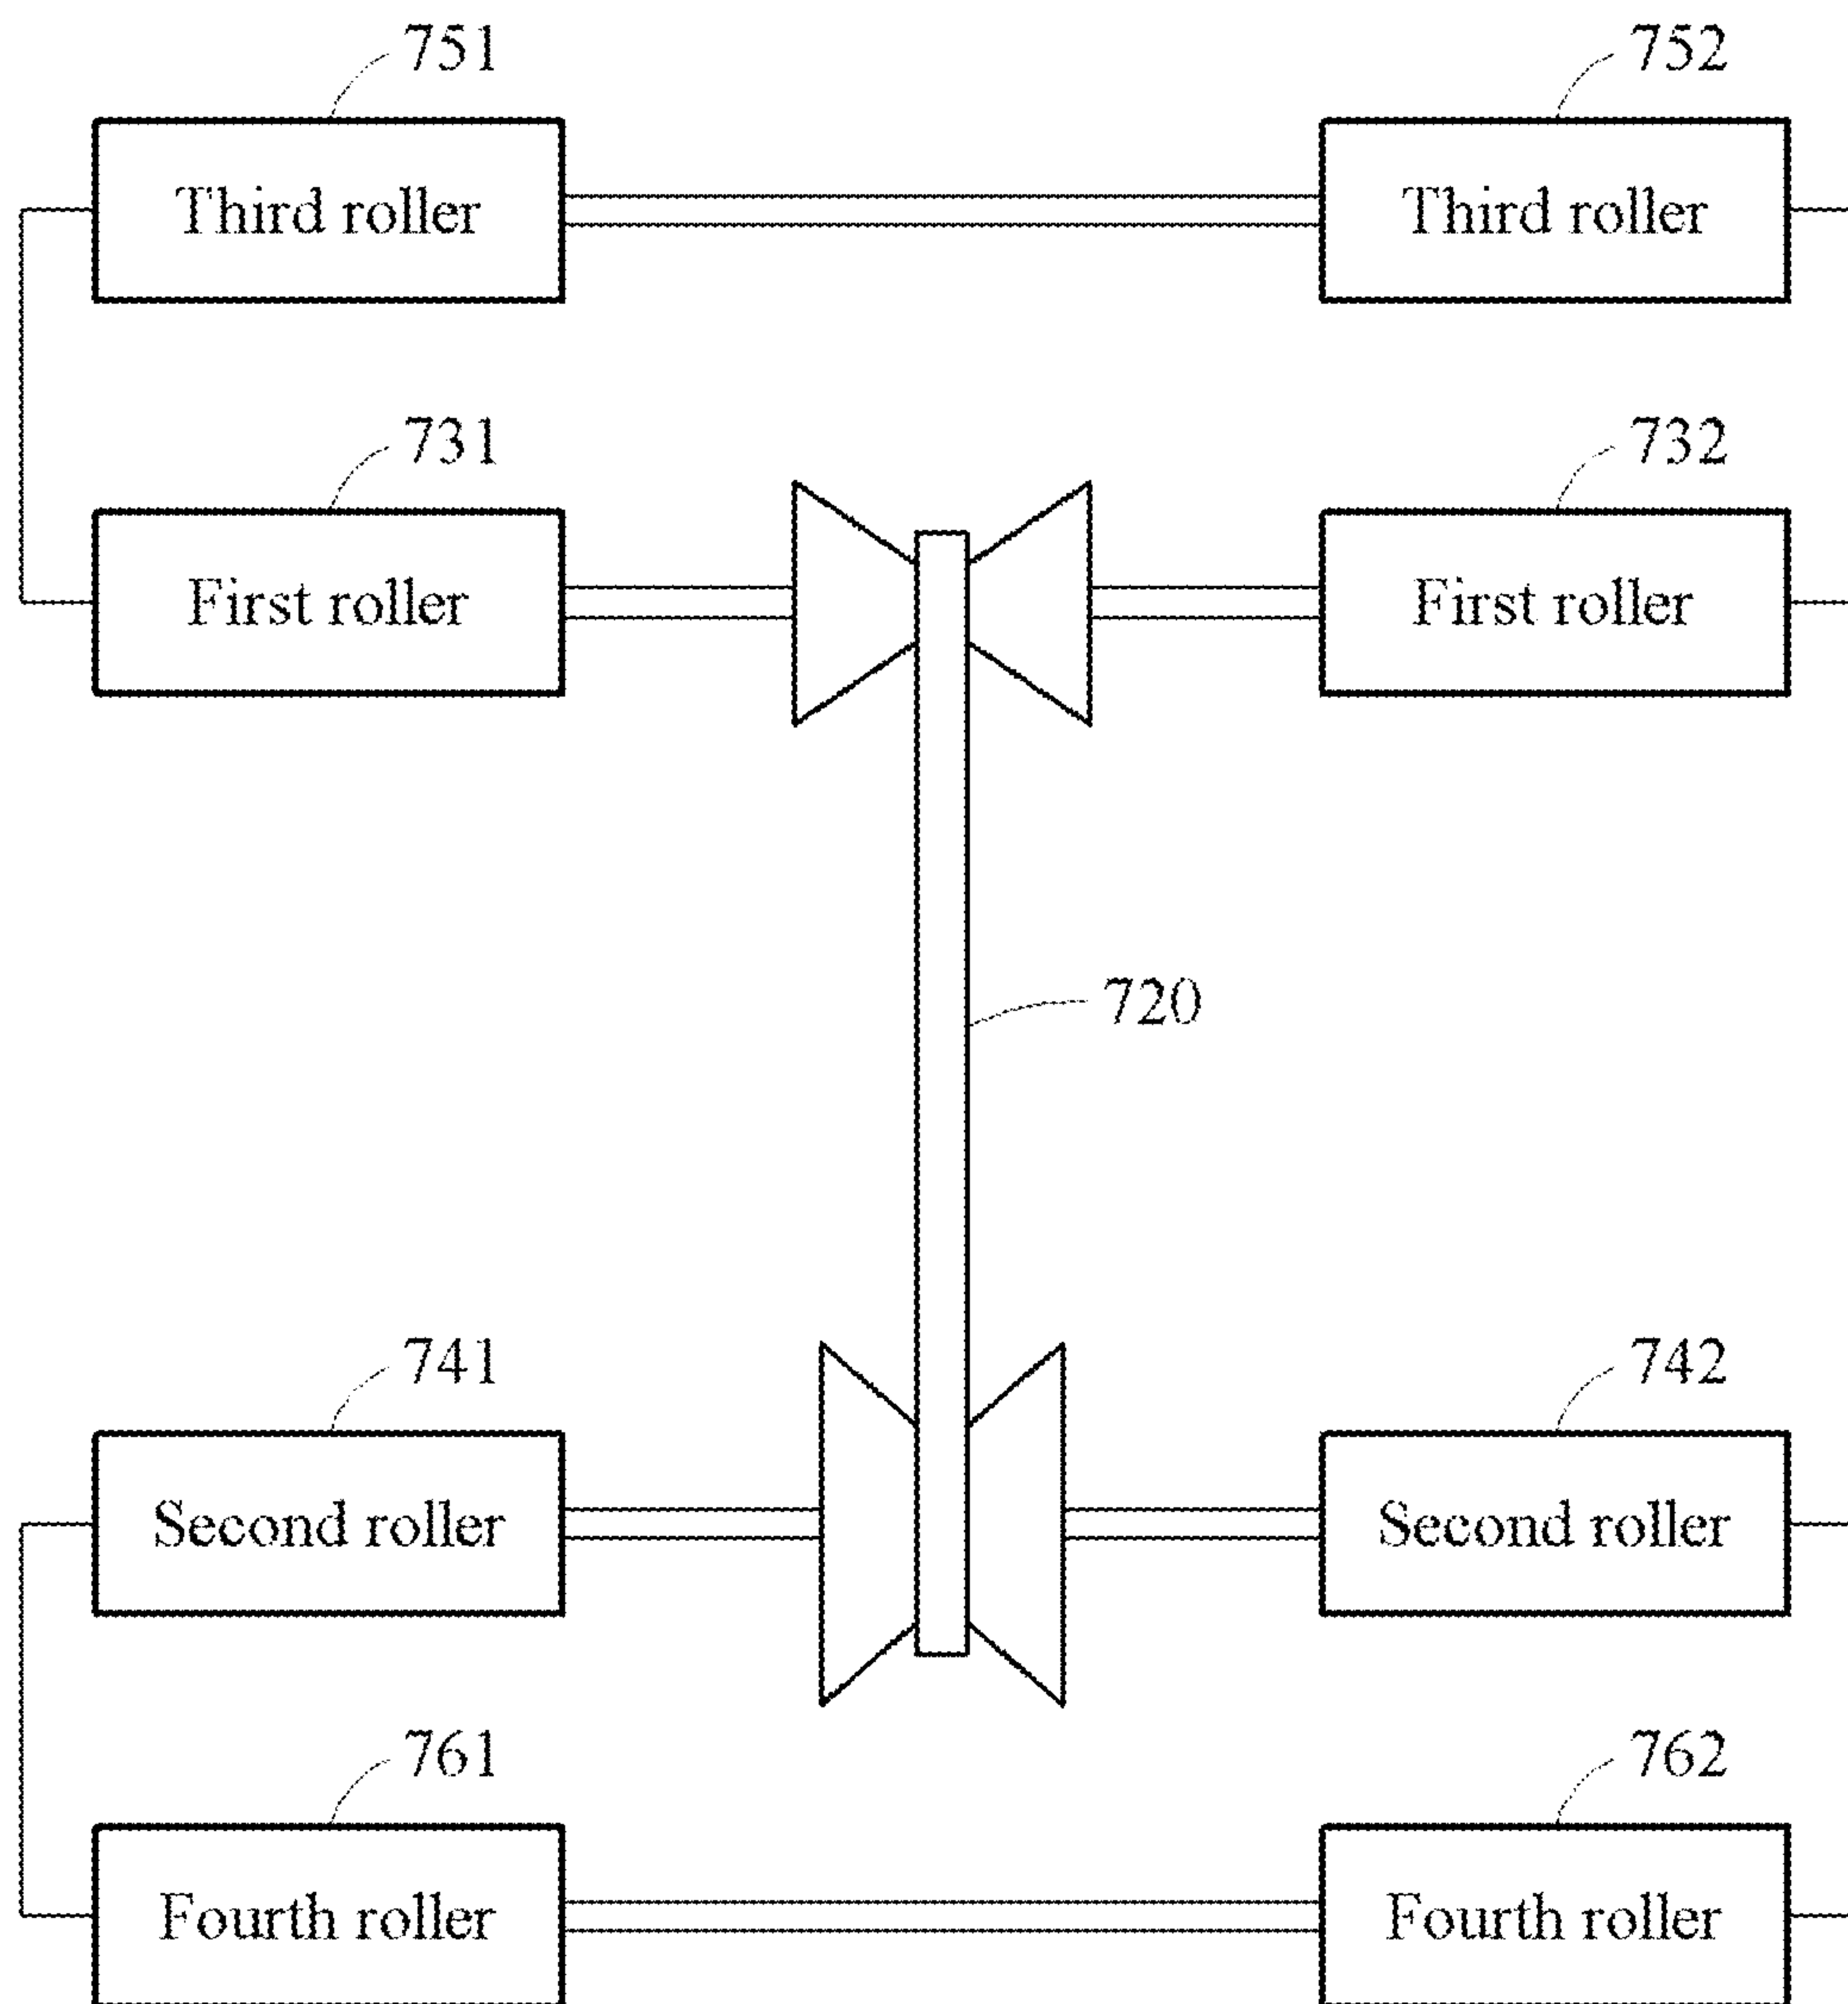 751
752
Third roller
Third roller
731
732
First roller
First roller
720
741
742
Second roller
Second roller
761
762
Fourth roller
Fourth roller